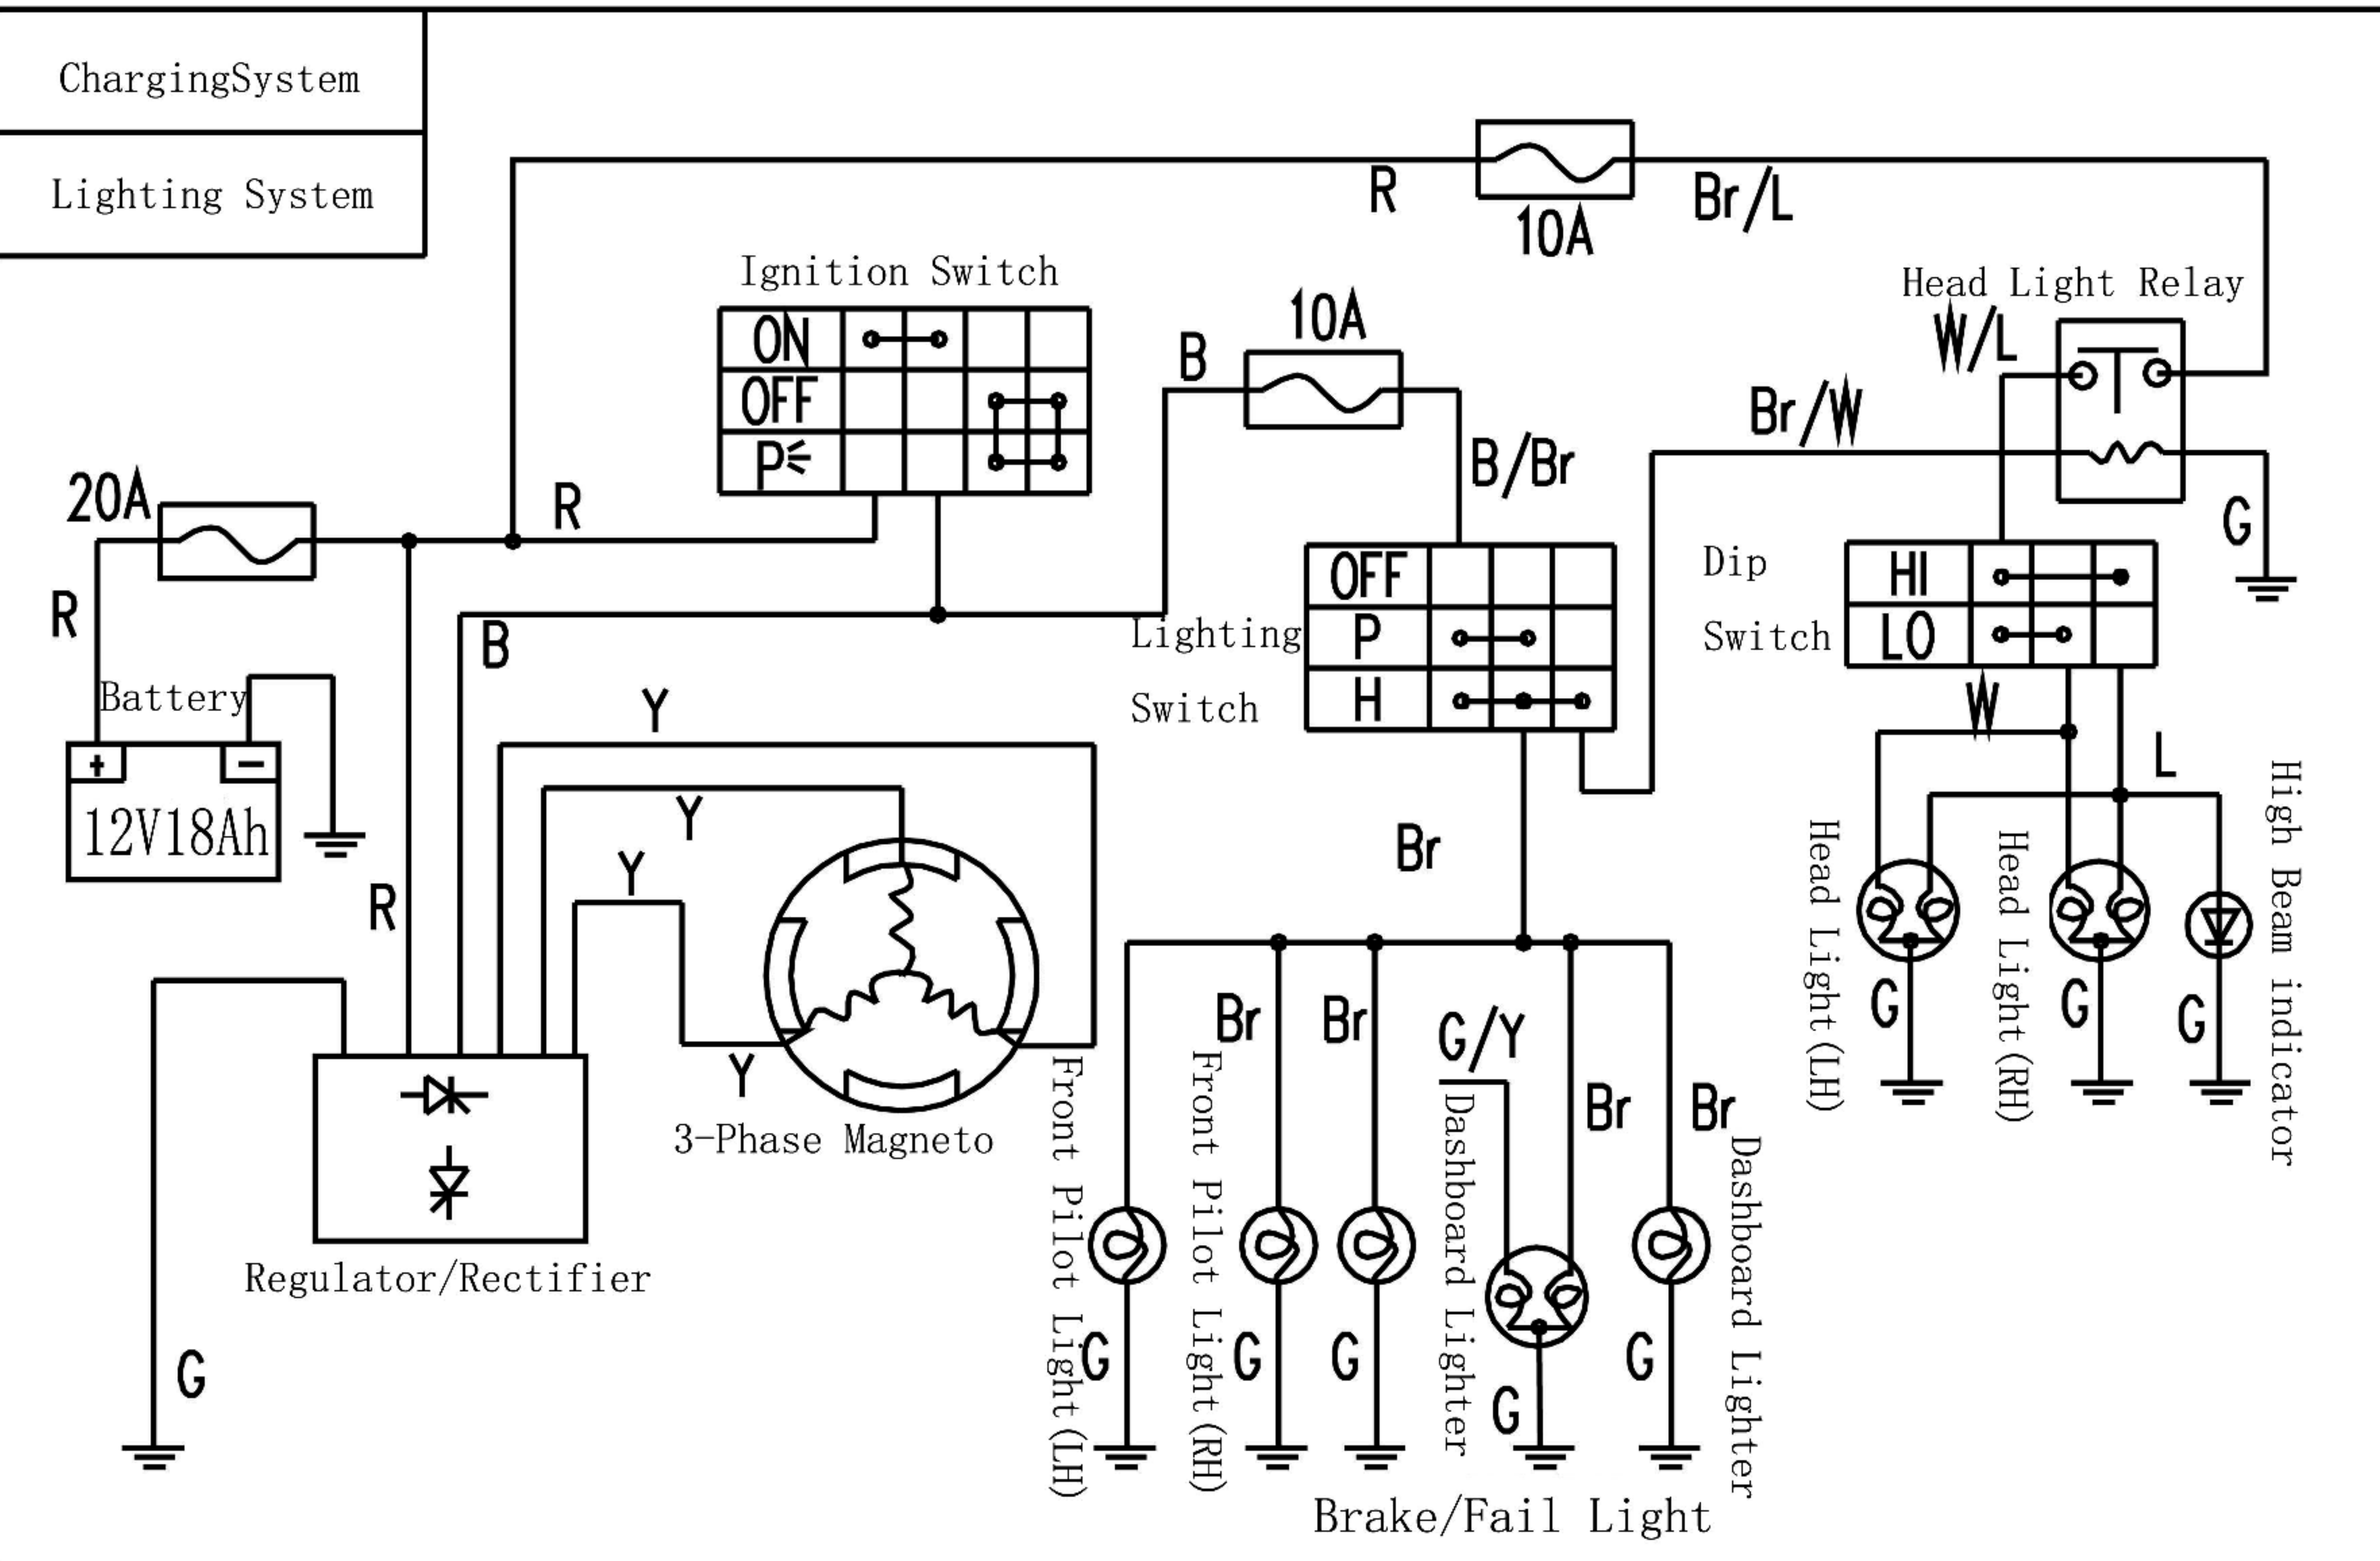 ChargingSystem
Lighting System
R
10A
Br/L
Ignition Switch
ON
OFF
P
B
10A
B/Br
Head Light Relay
W/L
Br/W
G
20A
R
R
B
Battery
+ -
12V18Ah
R
Lighting
Switch
OFF
P
H
Dip
Switch
HI
LO
W
L
Y
Y
Y
Y
3-Phase Magneto
Regulator/Rectifier
G
Br
Br
Br
G/Y
Br
Br
Front Pilot Light(LH)
Front Pilot Light(RH)
Dashboard Lighter
Dashboard Lighter
G
G
G
G
G
Brake/Fail Light
Head Light(LH)
Head Light(RH)
High Beam indicator
G
G
G